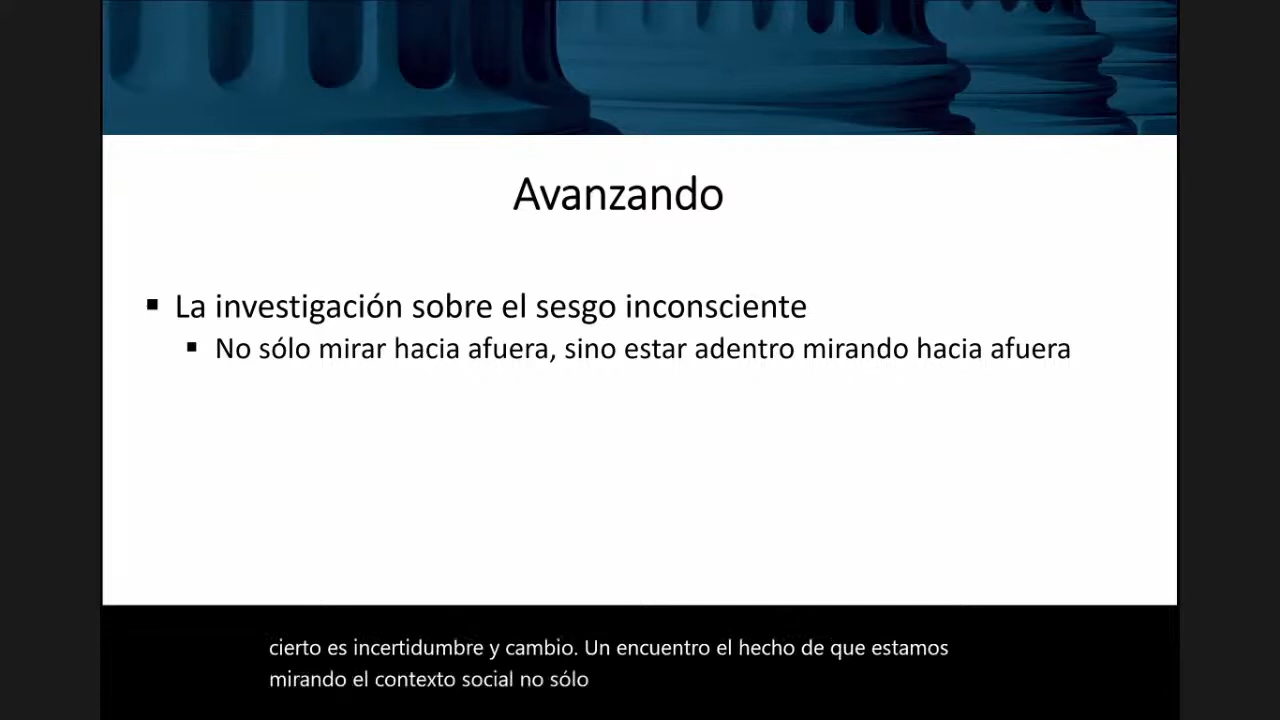 Avanzando
▪ La investigación sobre el sesgo inconsciente
▪ No sólo mirar hacia afuera, sino estar adentro mirando hacia afuera
cierto es incertidumbre y cambio. Un encuentro el hecho de que estamos
mirando el contexto social no sólo